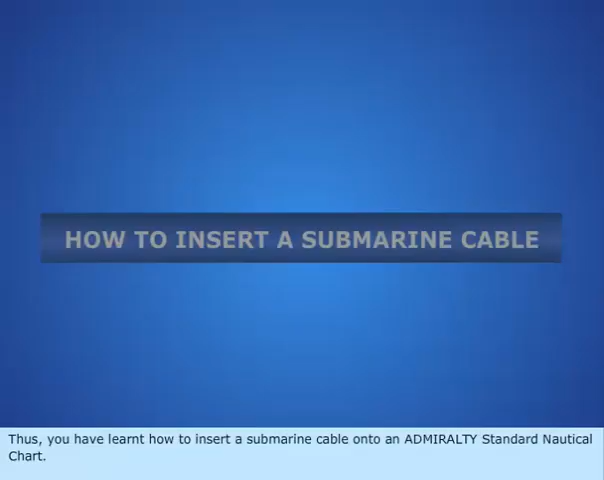 HOW TO INSERT A SUBMARINE CABLE
Thus, you have learnt how to insert a submarine cable onto an ADMIRALTY Standard Nautical
Chart.